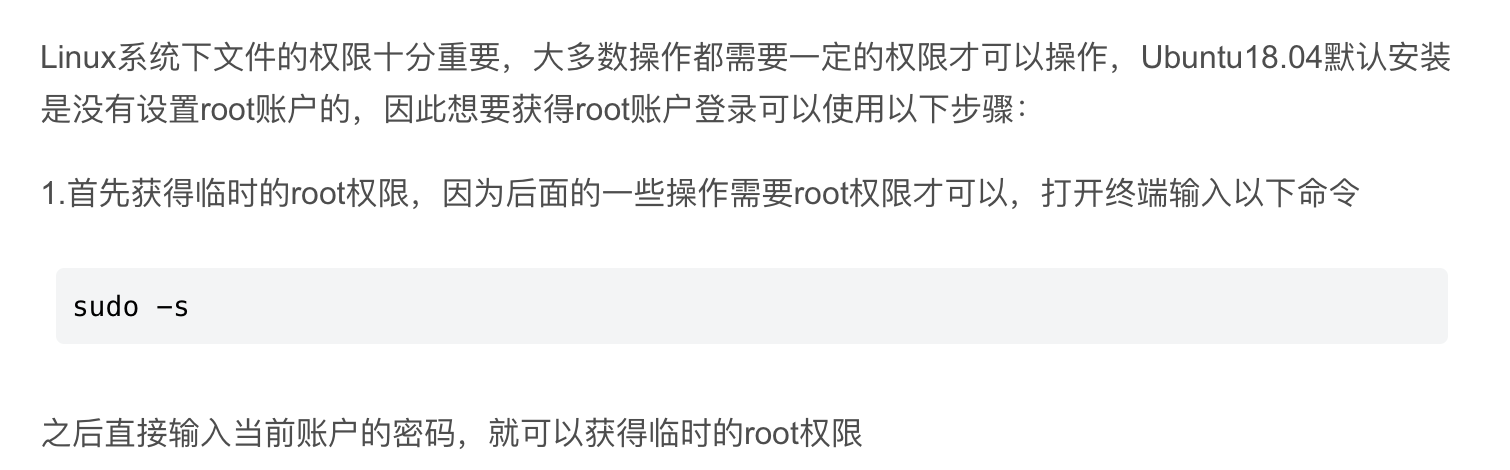 Linux系统下文件的权限十分重要，大多数操作都需要一定的权限才可以操作，Ubuntu18.04默认安装
是没有设置root账户的，因此想要获得root账户登录可以使用以下步骤：
1.首先获得临时的root权限，因为后面的一些操作需要root权限才可以，打开终端输入以下命令
sudo -s
之后直接输入当前账户的密码，就可以获得临时的root权限